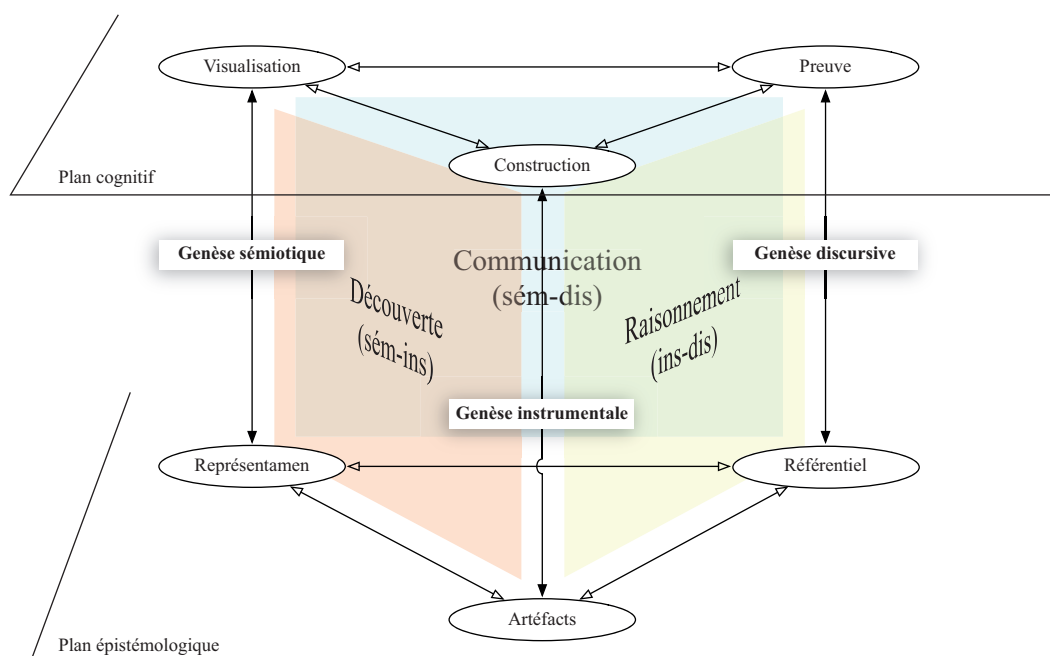 Visualisation
Preuve
Construction
Plan cognitif
Genèse sémiotique
Genèse discursive
Communication
(sém-dis)
Découverte
(sém-ins)
Raisonnement
(ins-dis)
Genèse instrumentale
Représentamen
Référentiel
Artéfacts
Plan épistémologique